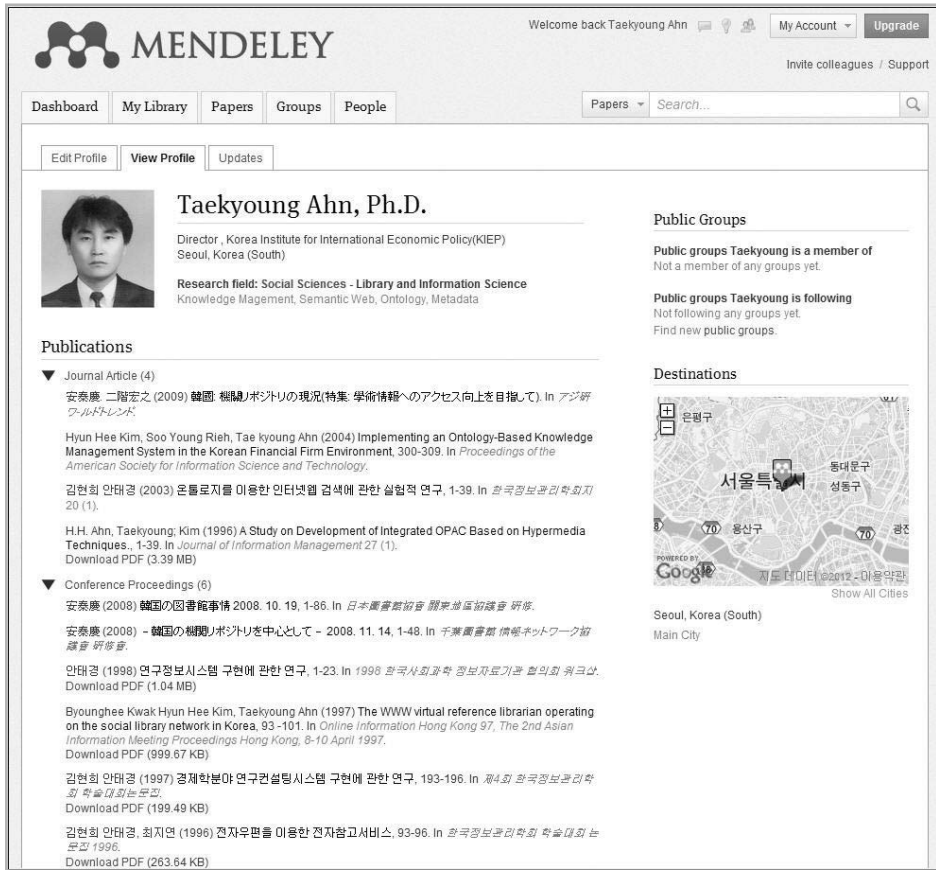 MENDELEY
Welcome back Taekyoung Ahn
My Account
Upgrade
Invite colleagues / Support
Dashboard
My Library
Papers
Groups
People
Papers
Search...
Edit Profile
View Profile
Updates
Taekyoung Ahn, Ph.D.
Director , Korea Institute for International Economic Policy(KIEP)
Seoul, Korea (South)
Research field: Social Sciences - Library and Information Science
Knowledge Magement, Semantic Web, Ontology, Metadata
Publications
Journal Article (4)
安秦慶 二階宏之 (2009) 韓國: 機關リポジトリの現況(特集: 學術情報へのアクセス向上を目指して). In アジ研
ワールドトレンド.
Hyun Hee Kim, Soo Young Rieh, Tae kyoung Ahn (2004) Implementing an Ontology-Based Knowledge
Management System in the Korean Financial Firm Environment, 300-309. In Proceedings of the
American Society for Information Science and Technology.
김현희 안태경 (2003) 온톨로지를 이용한 인터넷웹 검색에 관한 실험적 연구, 1-39. In 한국정보관리학회지
20 (1).
H.H. Ahn, Taekyoung; Kim (1996) A Study on Development of Integrated OPAC Based on Hypermedia
Techniques., 1-39. In Journal of Information Management 27 (1).
Download PDF (3.39 MB)
Conference Proceedings (6)
安秦慶 (2008) 韓国の図書館事情 2008. 10. 19, 1-86. In 日本圖書館協會 關東地區協議會 研修.
安秦慶 (2008) - 韓国の機関リポジトリを中心として - 2008. 11. 14, 1-48. In 千葉圖書館 情報ネットワーク協
議會 研修會.
안태경 (1998) 연구정보시스템 구현에 관한 연구, 1-23. In 1998 한국사회과학 정보자료기관 협의회 워크샵.
Download PDF (1.04 MB)
Byounghee Kwak Hyun Hee Kim, Taekyoung Ahn (1997) The WWW virtual reference librarian operating
on the social library network in Korea, 93 -101. In Online Information Hong Kong 97, The 2nd Asian
Information Meeting Proceedings Hong Kong, 8-10 April 1997.
Download PDF (999.67 KB)
김현희 안태경 (1997) 경제학분야 연구컨설팅시스템 구현에 관한 연구, 193-196. In 제4회 한국정보관리학
회 학술대회논문집.
Download PDF (199.49 KB)
김현희 안태경, 최지연 (1996) 전자우편을 이용한 전자참고서비스, 93-96. In 한국정보관리학회 학술대회 논
문집 1996.
Download PDF (263.64 KB)
Public Groups
Public groups Taekyoung is a member of
Not a member of any groups yet.
Public groups Taekyoung is following
Not following any groups yet.
Find new public groups.
Destinations
은평구
동대문구
서울특시
성동구
70
용산구
70
광진
POWERED BY
Google
지도 데이터 ©2012 - 이용약관
Show All Cities
Seoul, Korea (South)
Main City